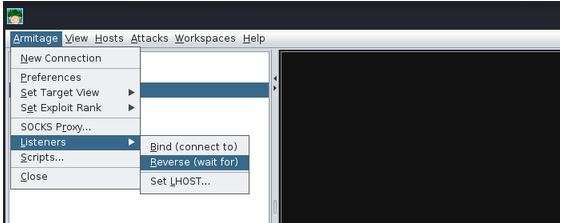 Armitage View Hosts Attacks Workspaces Help
New Connection
Preferences
Set Target View
Set Exploit Rank
SOCKS Proxy...
Listeners
Scripts...
Close
Bind (connect to)
Reverse (wait for)
Set LHOST...